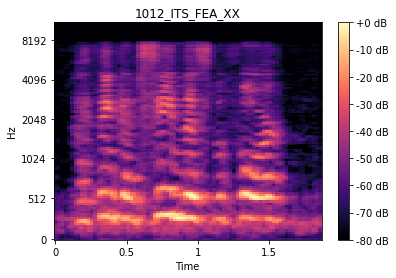 1012_ITS_FEA_XX
+0 dB
8192
-10 dB
4096
-20 dB
-30 dB
2048
Hz
-40 dB
1024
-50 dB
-60 dB
512
-70 dB
0
-80 dB
0
0.5
1
1.5
Time